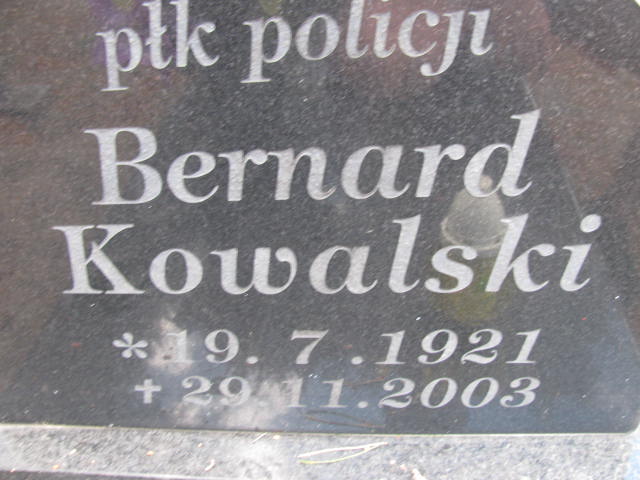 płk policji
Bernard
Kowalski
* 19. 7. 1921
+ 29. 11. 2003